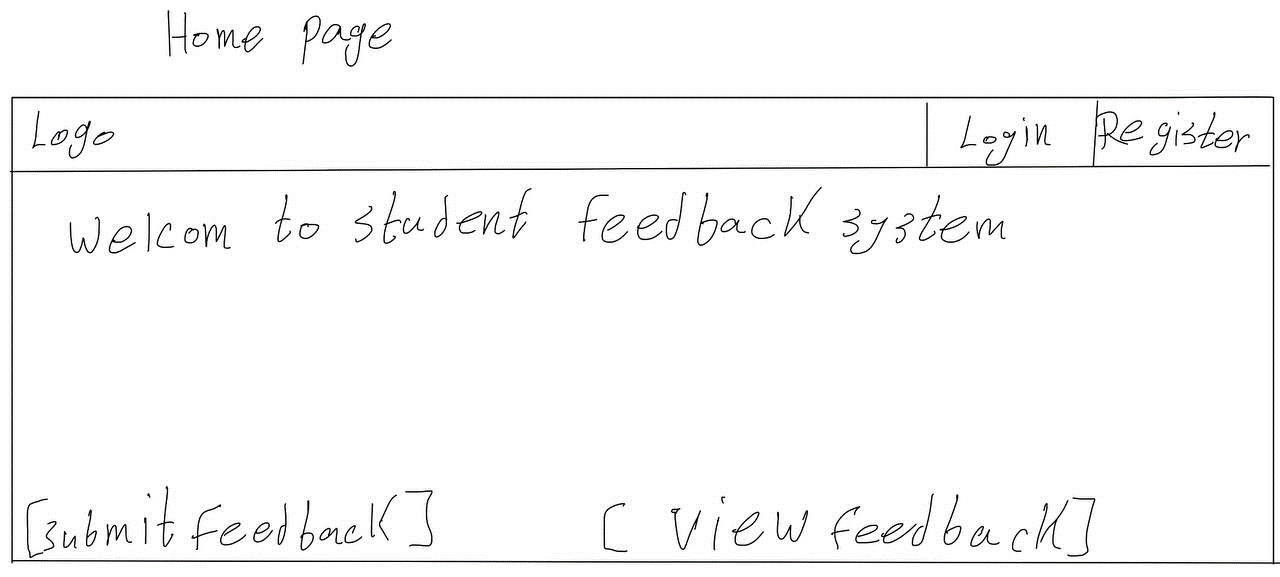 Home page
Logo Login Register
Welcom to student feedback system
[Submit Feedback] [View feedback]